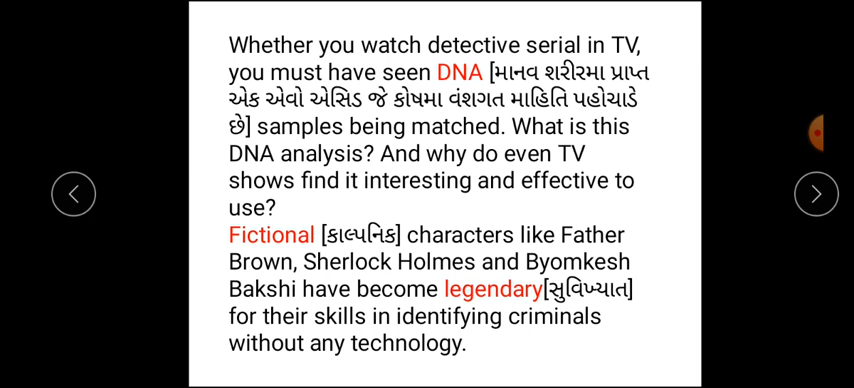 Whether you watch detective serial in TV,
you must have seen DNA [માનવ શરીરમા પ્રાપ્ત
એક એવો એસિડ જે કોષમા વંશગત માહિતિ પહોચાડે
છે] samples being matched. What is this
DNA analysis? And why do even TV
shows find it interesting and effective to
use?
Fictional [કાલ્પનિક] characters like Father
Brown, Sherlock Holmes and Byomkesh
Bakshi have become legendary[સુવિખ્યાત]
for their skills in identifying criminals
without any technology.